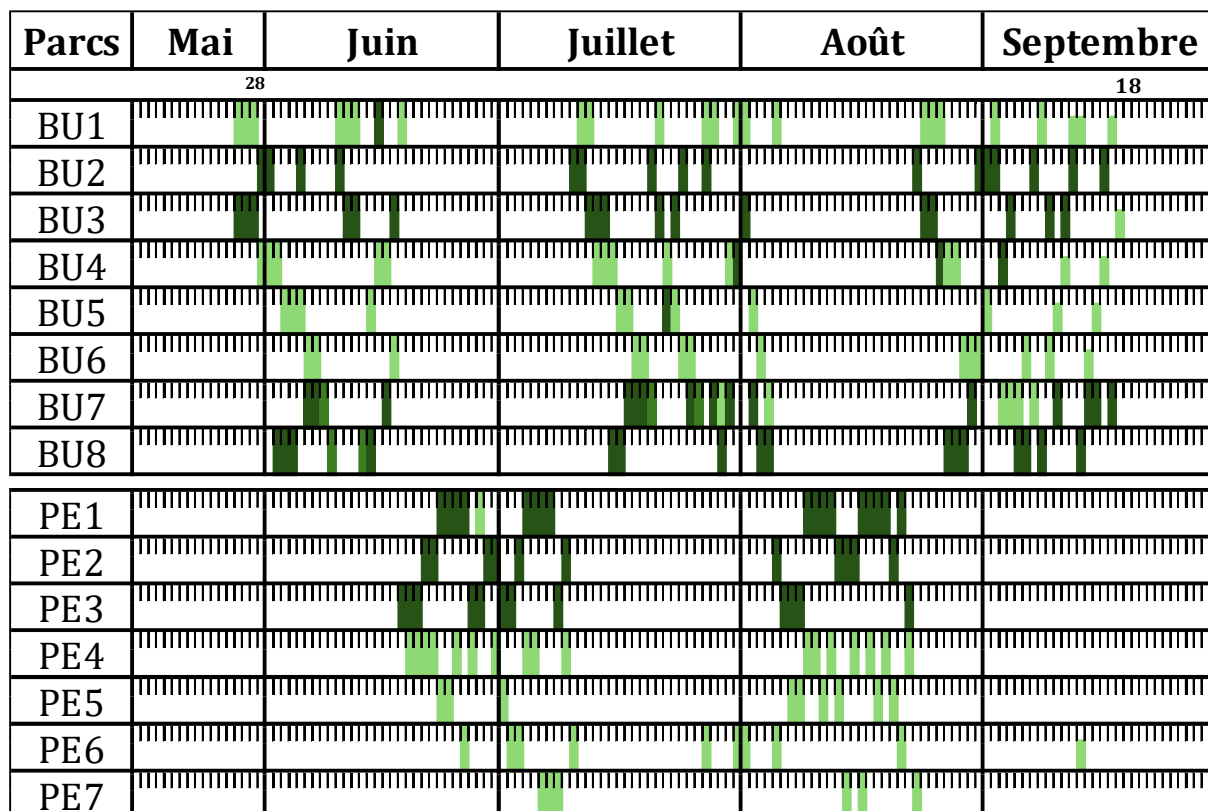 Parcs Mai Juin Juillet Août Septembre
28 18
BU1
BU2
BU3
BU4
BU5
BU6
BU7
BU8
PE1
PE2
PE3
PE4
PE5
PE6
PE7